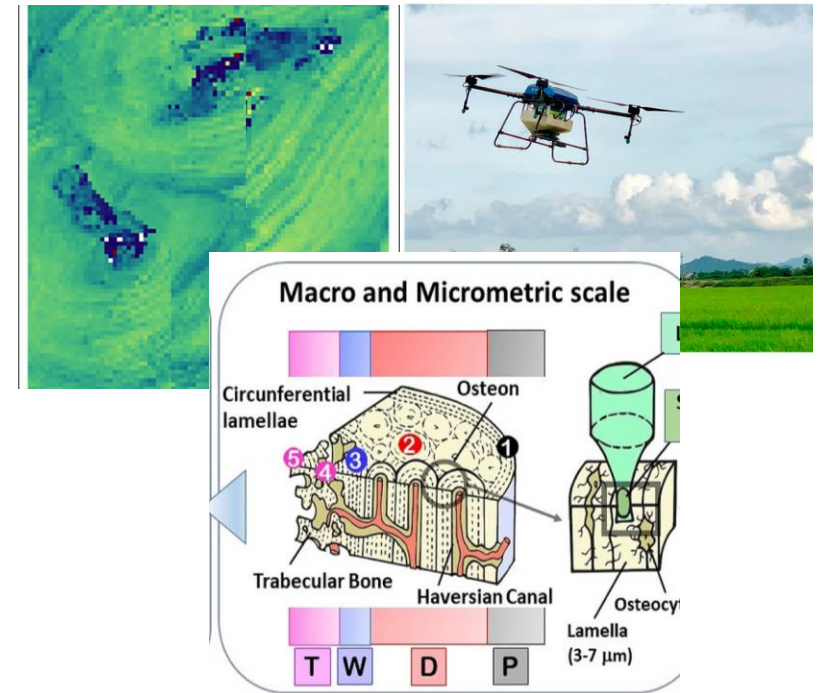 Macro and Micrometric scale
Circunferential
lamellae
Osteon
1
2
3
4
5
Trabecular Bone
Haversian Canal
Lamella
(3-7 µm)
T W D P